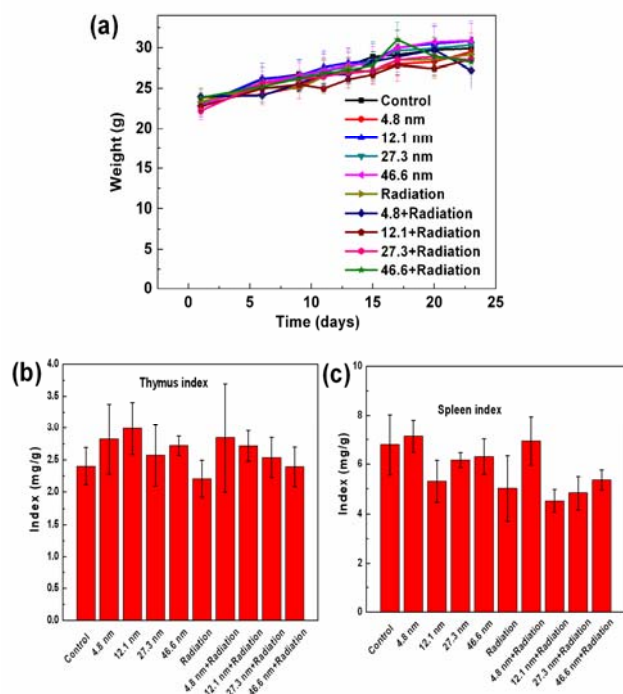 (a)
35
30
25
20
15
10
5
0
Weight (g)
0
5
10
15
20
25
Time (days)
Control
4.8 nm
12.1 nm
27.3 nm
46.6 nm
Radiation
4.8+Radiation
12.1+Radiation
27.3+Radiation
46.6+Radiation
(b)
Thymus index
4.0
3.5
3.0
2.5
2.0
1.5
1.0
0.5
0.0
Index (mg/g)
Control
4.8 nm
12.1 nm
27.3 nm
46.6 nm
Radiation
4.8 nm+Radiation
12.1 nm+Radiation
27.3 nm+Radiation
46.6 nm+Radiation
(c)
Spleen index
10
8
6
4
2
0
Index (mg/g)
Control
4.8 nm
12.1 nm
27.3 nm
46.6 nm
Radiation
4.8 nm+Radiation
12.1 nm+Radiation
27.3 nm+Radiation
46.6 nm+Radiation